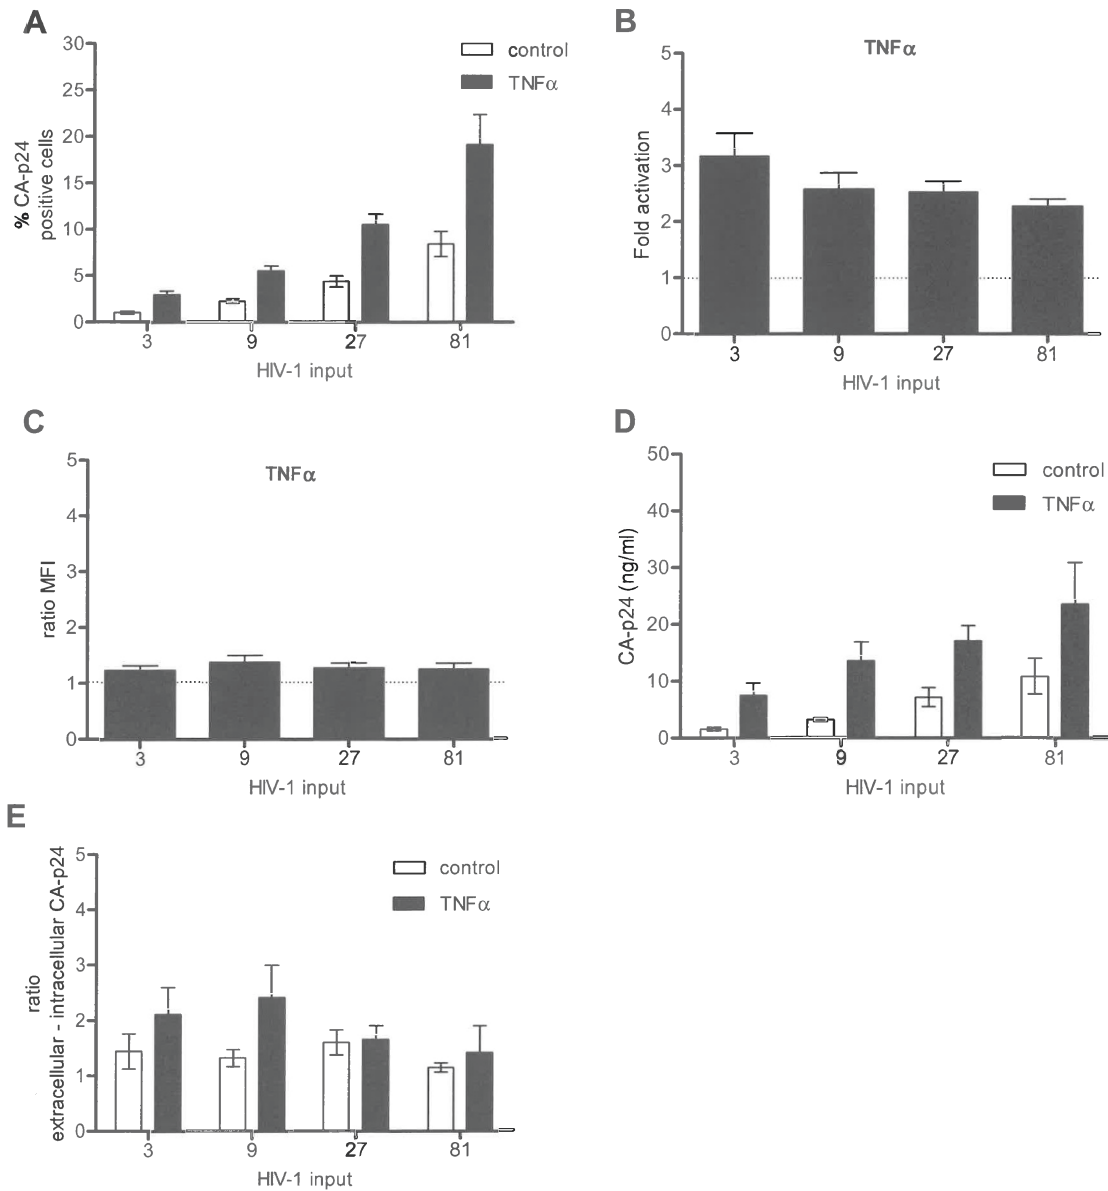 A
30
25
20
15
10
5
0
% CA-p24
positive cells
control
TNFα
3 9 27 81
HIV-1 input
B
TNFα
5
4
3
2
1
0
Fold activation
3 9 27 81
HIV-1 input
C
TNFα
5
4
3
2
1
0
ratio MFI
3 9 27 81
HIV-1 input
D
50
40
30
20
10
0
CA-p24 (ng/ml)
control
TNFα
3 9 27 81
HIV-1 input
E
5
4
3
2
1
0
ratio
extracellular - intracellular CA-p24
control
TNFα
3 9 27 81
HIV-1 input